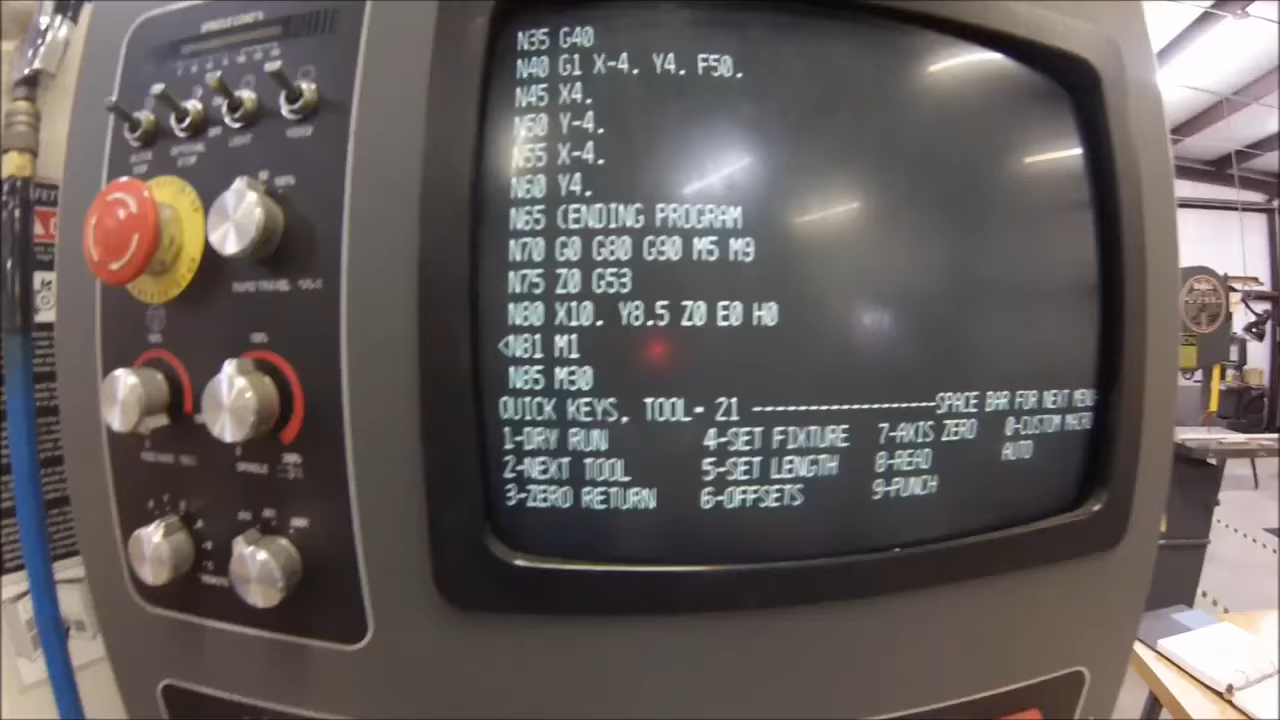 N35 G40
N40 G1 X-4. Y4. F50.
N45 X4.
N50 Y-4.
N55 X-4.
N60 Y4.
N65 (ENDING PROGRAM
N70 G0 G80 G90 M5 M9
N75 Z0 G53
N80 X10. Y8.5 Z0 E0 H0
<N81 M1
N85 M30
QUICK KEYS, TOOL- 21 --------------------SPACE BAR FOR NEXT MENU
1-DRY RUN 4-SET FIXTURE 7-AXIS ZERO 0-CUSTOM MACRO
2-NEXT TOOL 5-SET LENGTH 8-READ AUTO
3-ZERO RETURN 6-OFFSETS 9-PUNCH